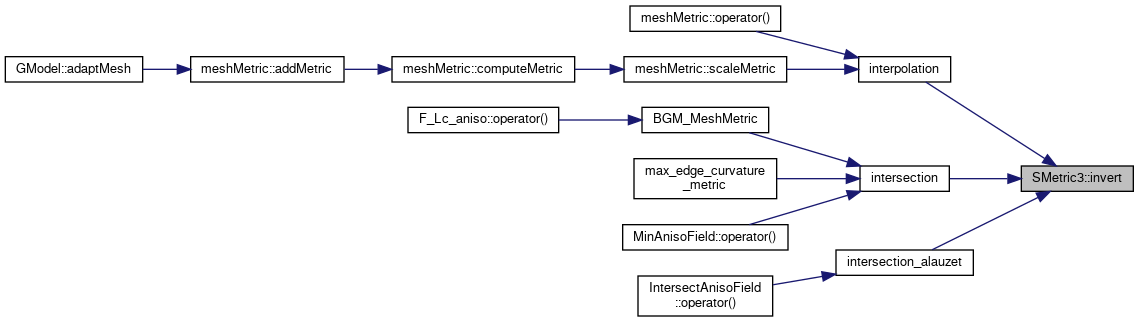 meshMetric::operator()
GModel::adaptMesh
meshMetric::addMetric
meshMetric::computeMetric
meshMetric::scaleMetric
interpolation
F_Lc_aniso::operator()
BGM_MeshMetric
max_edge_curvature
_metric
intersection
SMetric3::invert
MinAnisoField::operator()
intersection_alauzet
IntersectAnisoField
::operator()